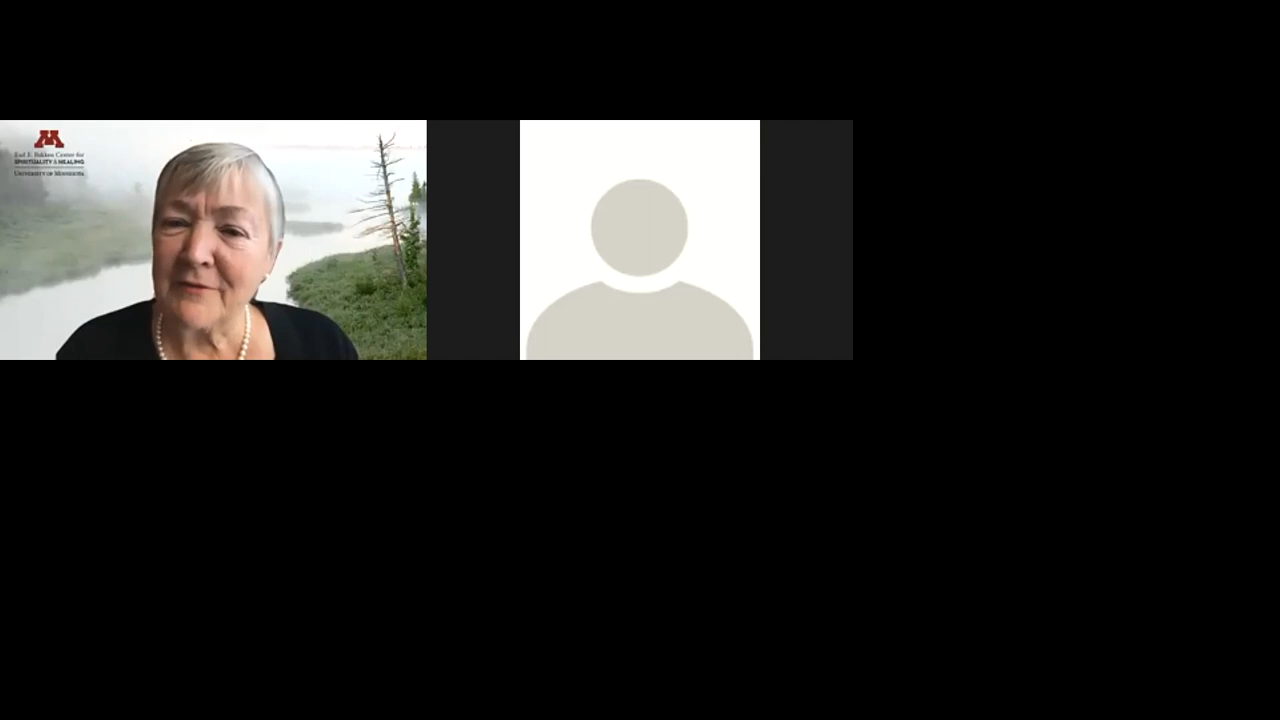 M
Earl E. Bakken Center for
SPIRITUALITY & HEALING
UNIVERSITY OF MINNESOTA